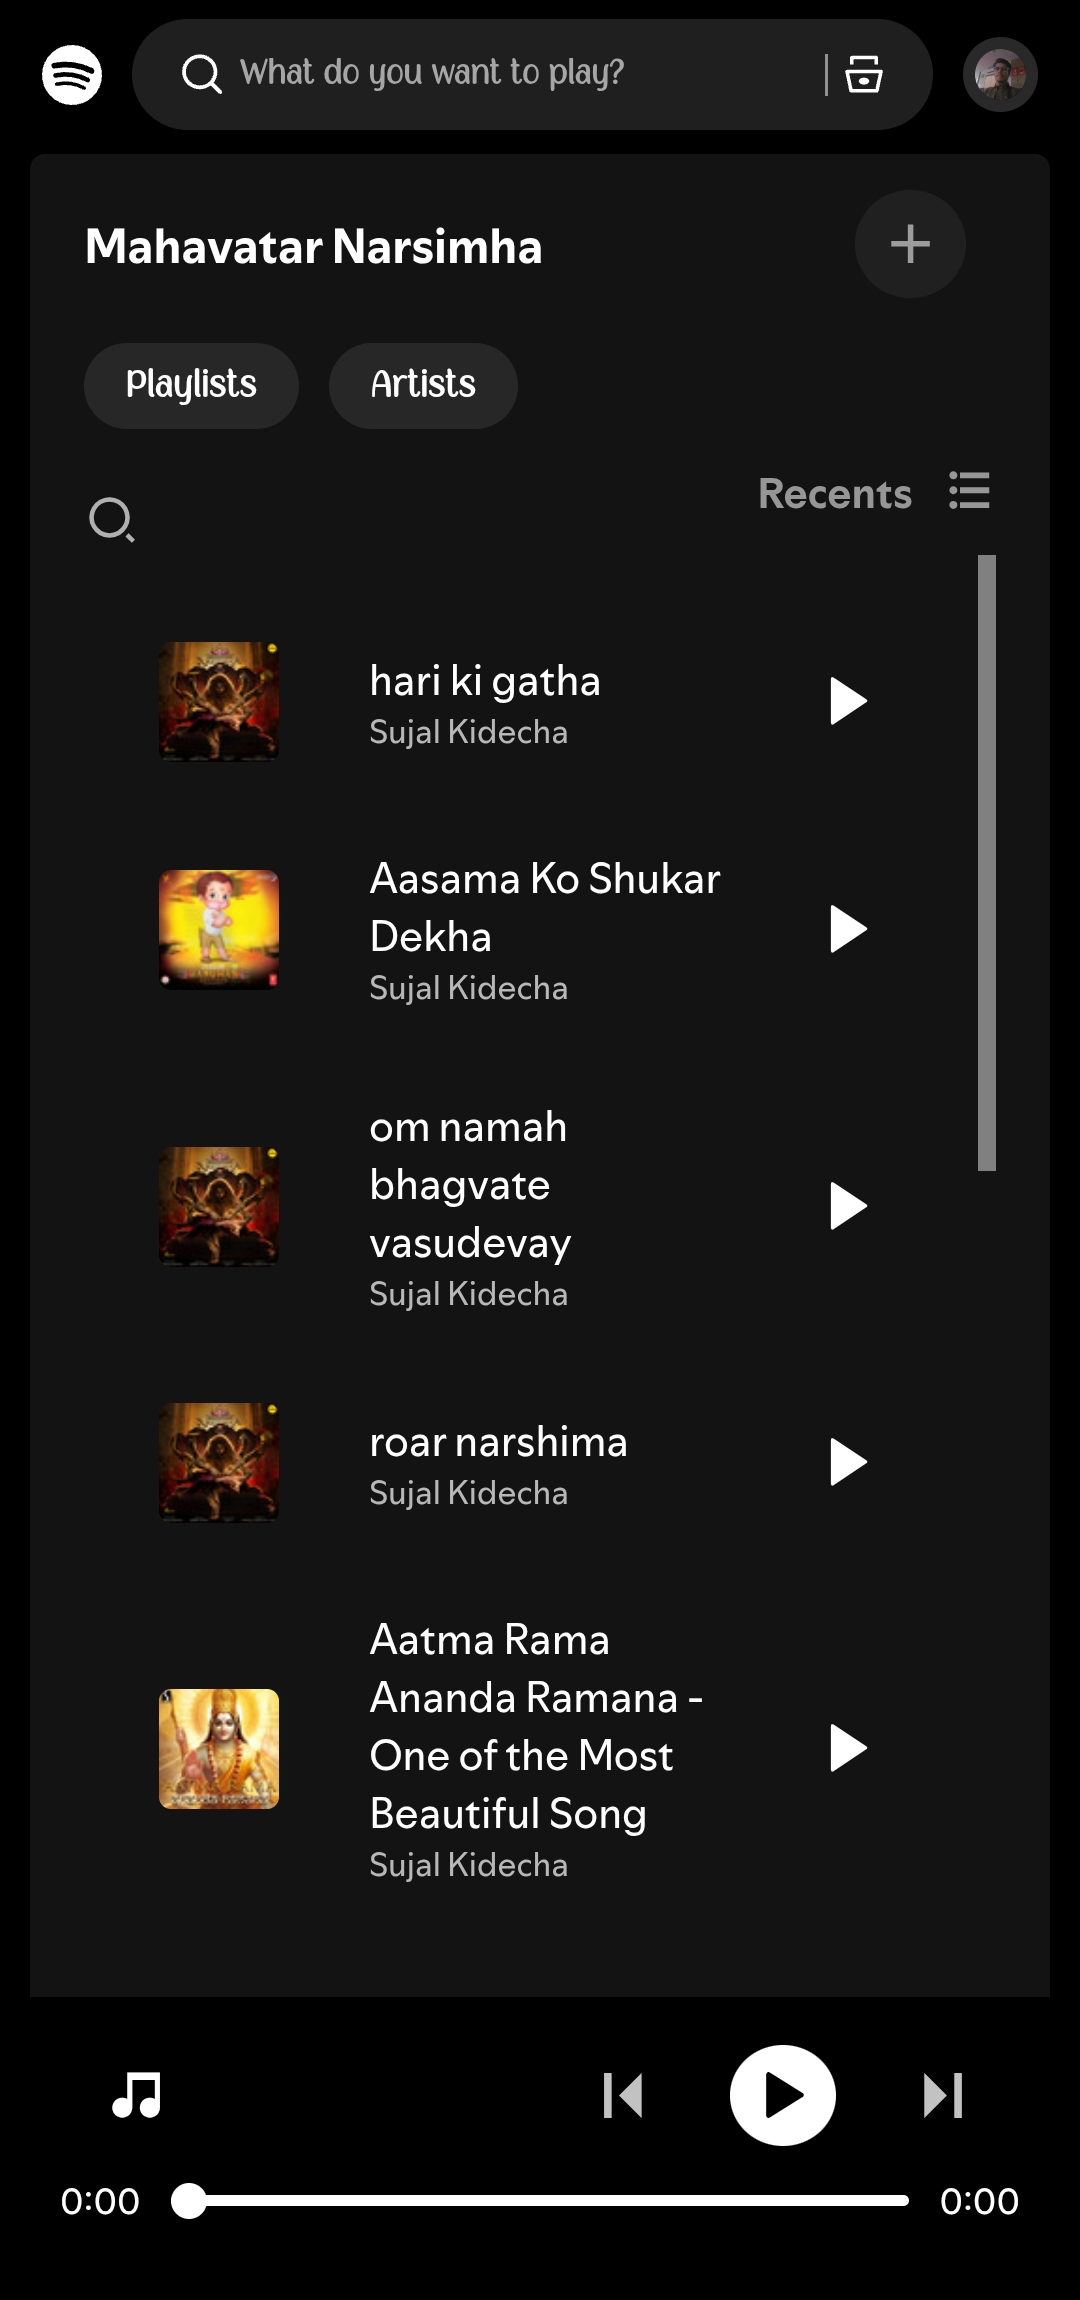 What do you want to play?
Mahavatar Narsimha
Playlists
Artists
Recents
hari ki gatha
Sujal Kidecha
Aasama Ko Shukar
Dekha
Sujal Kidecha
om namah
bhagvate
vasudevay
Sujal Kidecha
roar narshima
Sujal Kidecha
Aatma Rama
Ananda Ramana -
One of the Most
Beautiful Song
Sujal Kidecha
0:00
0:00